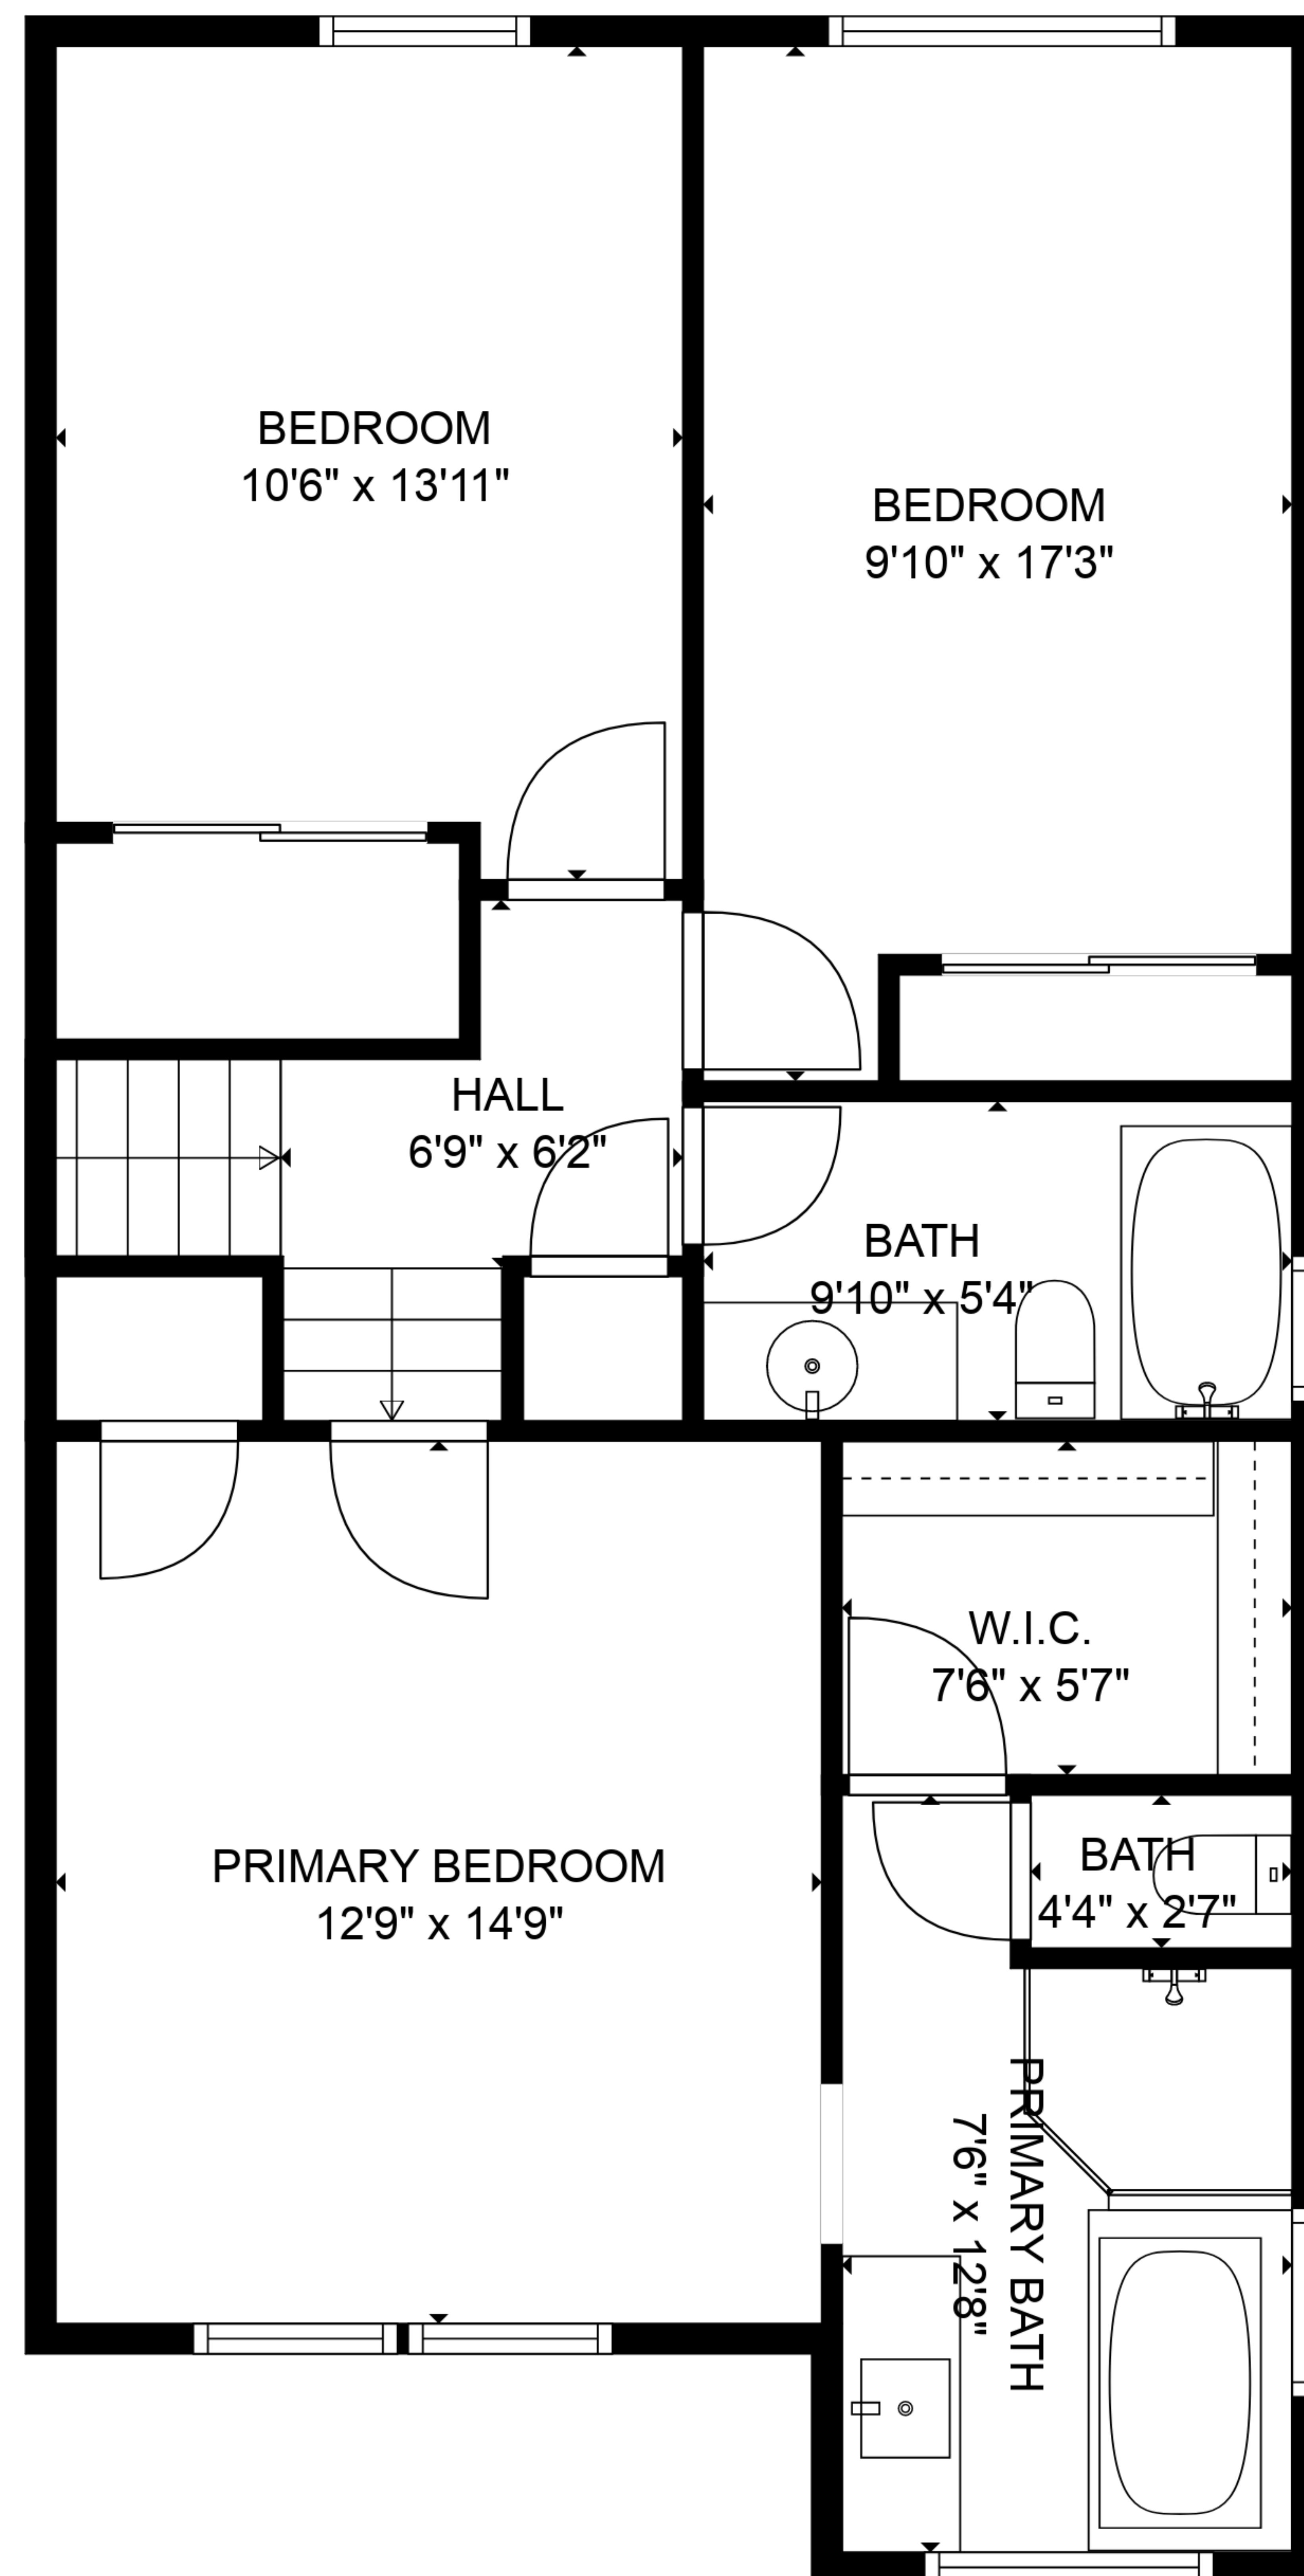 BEDROOM
10'6" x 13'11"
BEDROOM
9'10" x 17'3"
HALL
6'9" x 6'2"
BATH
9'10" x 5'4"
W.I.C.
7'6" x 5'7"
PRIMARY BEDROOM
12'9" x 14'9"
BATH
4'4" x 2'7"
PRIMARY BATH
7'6" x 12'8"